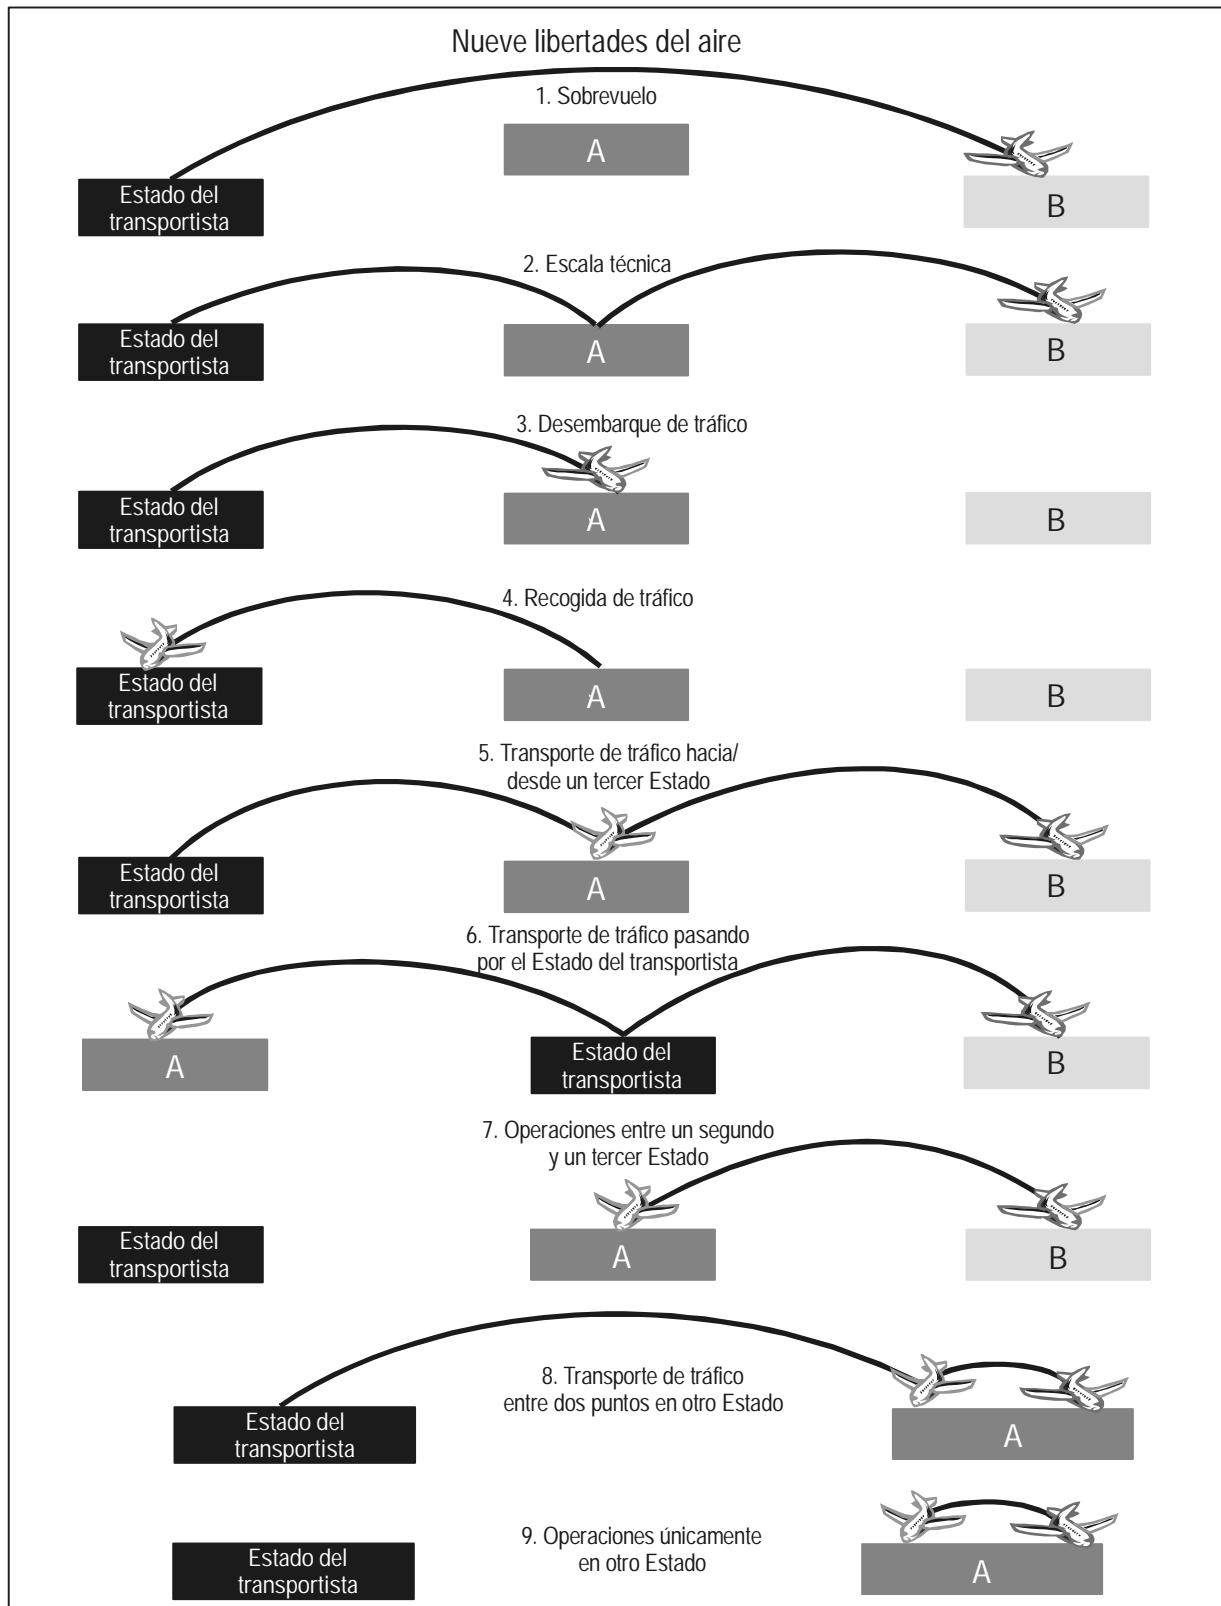 Nueve libertades del aire
1. Sobrevuelo
A
Estado del
transportista
B
2. Escala técnica
Estado del
transportista
A
B
3. Desembarque de tráfico
Estado del
transportista
A
B
4. Recogida de tráfico
Estado del
transportista
A
B
5. Transporte de tráfico hacia/
desde un tercer Estado
Estado del
transportista
A
B
6. Transporte de tráfico pasando
por el Estado del transportista
A
Estado del
transportista
B
7. Operaciones entre un segundo
y un tercer Estado
Estado del
transportista
A
B
8. Transporte de tráfico
entre dos puntos en otro Estado
Estado del
transportista
A
9. Operaciones únicamente
en otro Estado
Estado del
transportista
A